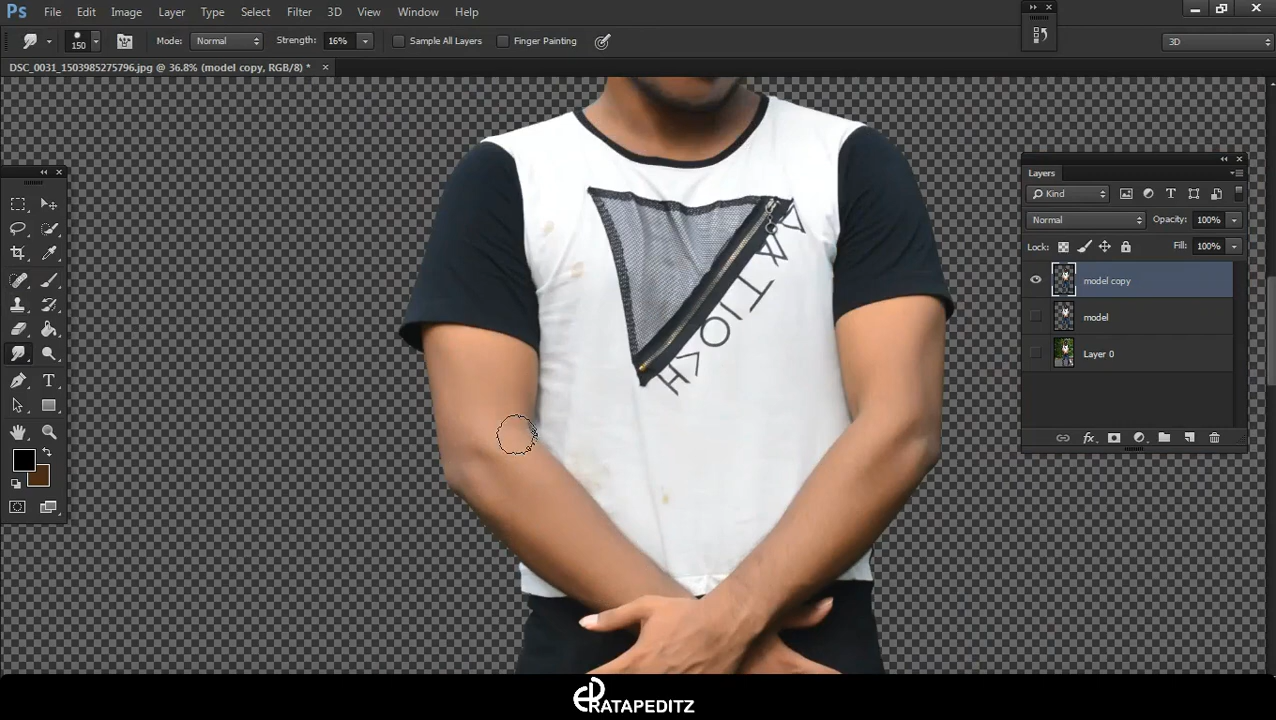 Ps File Edit Image Layer Type Select Filter 3D View Window Help
150 Mode: Normal Strength: 16% Sample All Layers Finger Painting 3D
DSC_0031_1503985275796.jpg @ 36.8% (model copy, RGB/8) * ×
Layers
Kind
Normal Opacity: 100%
Lock: Fill: 100%
model copy
model
Layer 0
fx
RATAPEDITZ